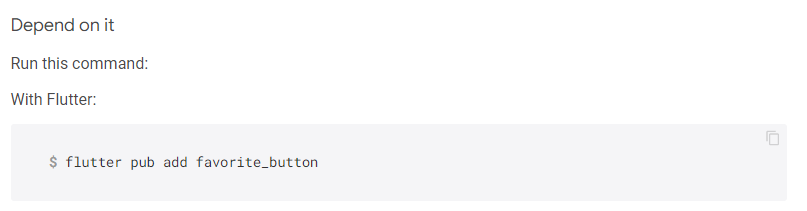 Depend on it
Run this command:
With Flutter:
$ flutter pub add favorite_button